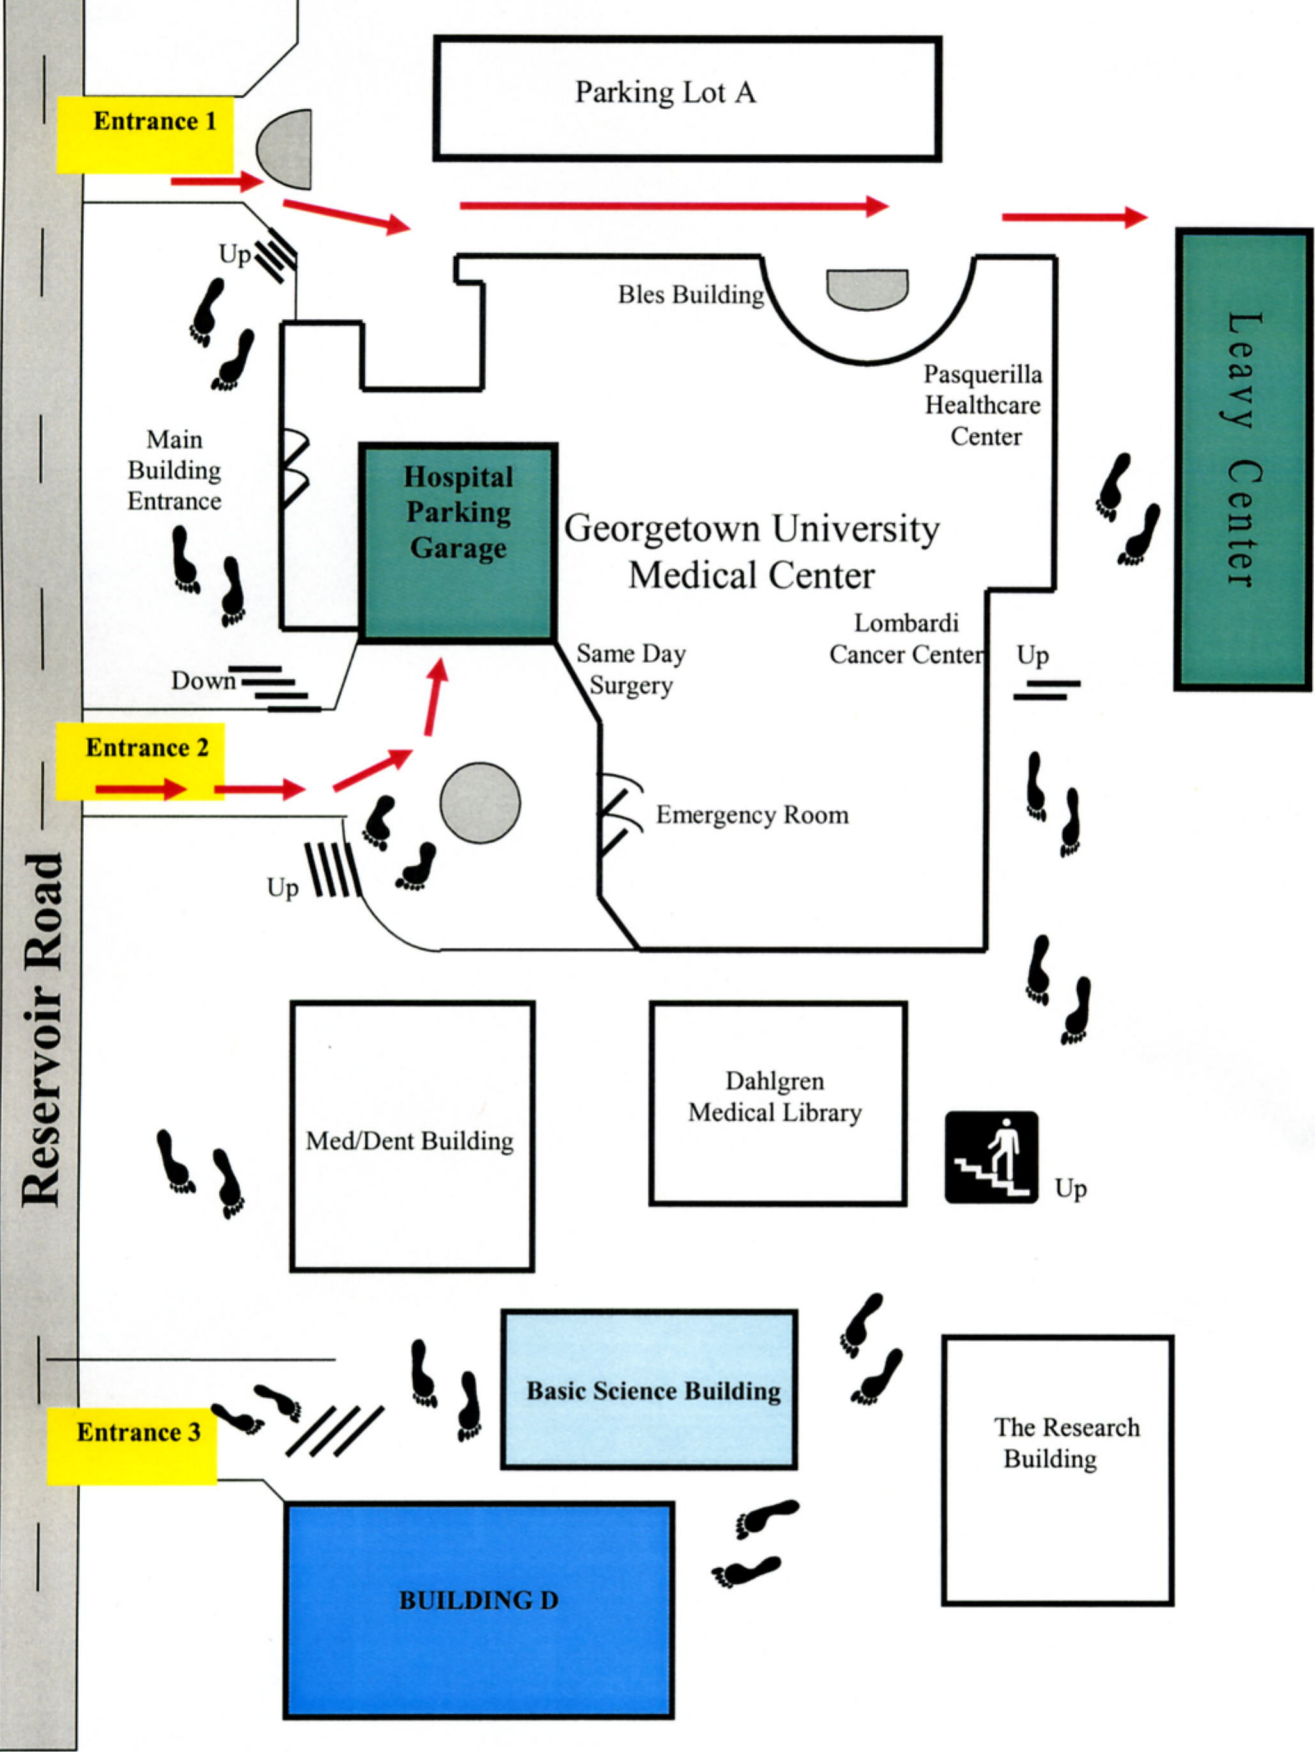 Parking Lot A
Entrance 1
Up
Bles Building
Leavy Center
Pasquerilla
Healthcare
Center
Main
Building
Entrance
Hospital
Parking
Garage
Georgetown University
Medical Center
Lombardi
Cancer Center
Same Day
Surgery
Up
Down
Entrance 2
Emergency Room
Up
Reservoir Road
Dahlgren
Medical Library
Med/Dent Building
Up
Basic Science Building
Entrance 3
The Research
Building
BUILDING D